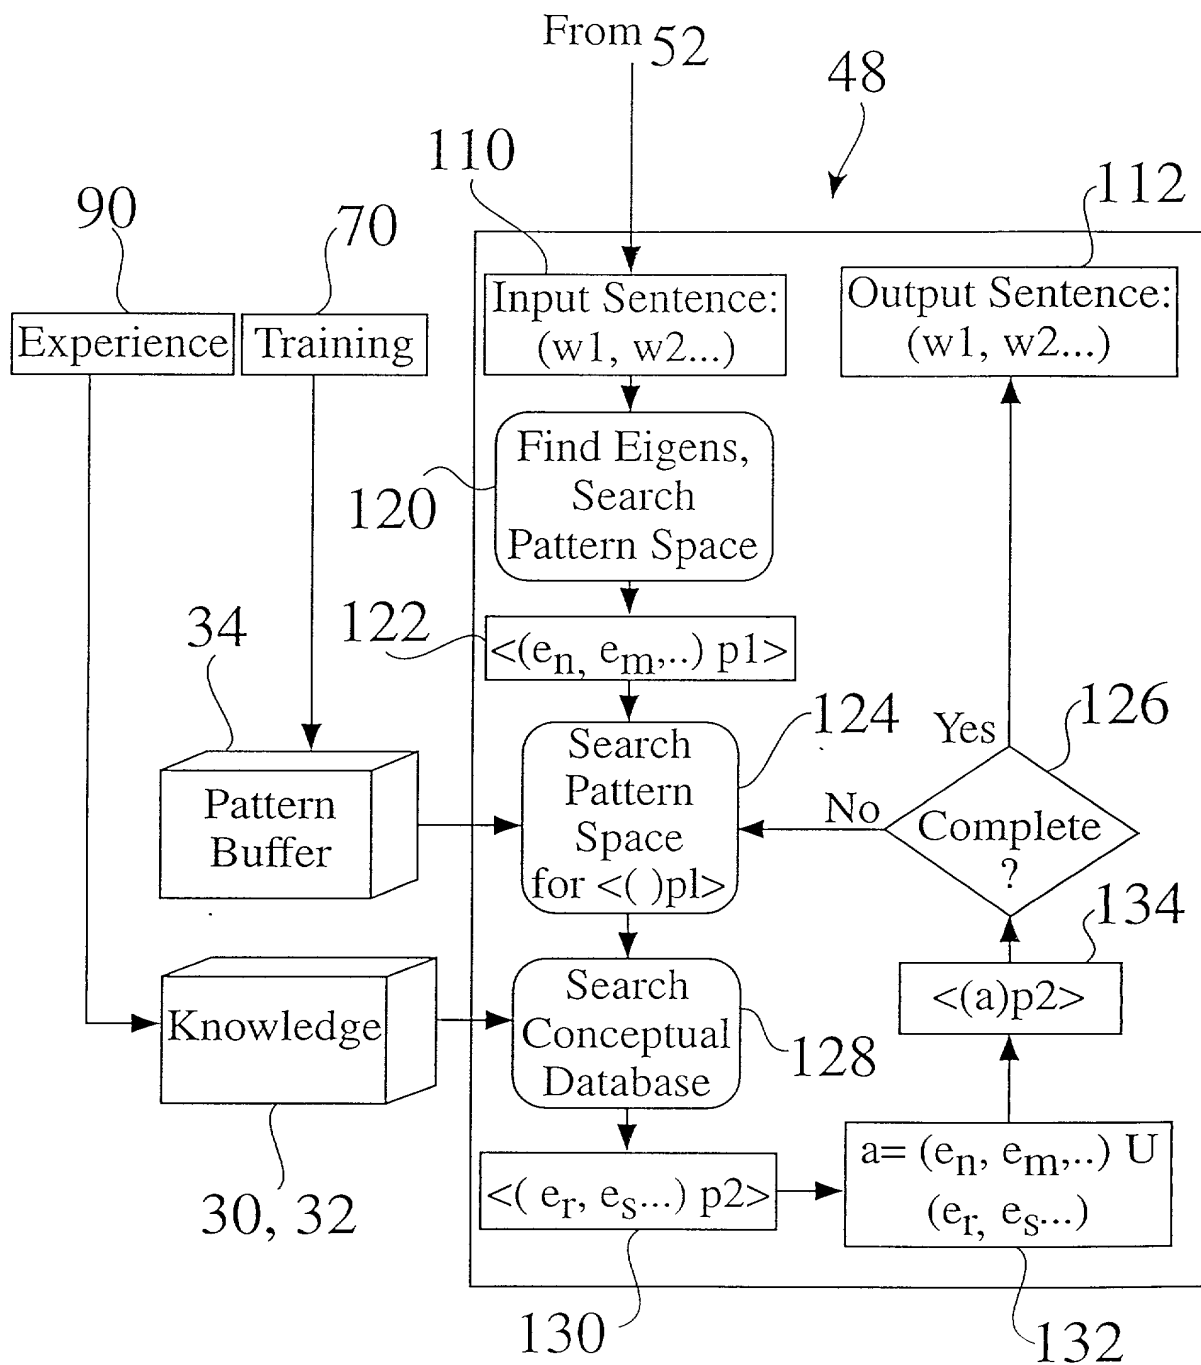 From 52
48
110
112
90
70
Input Sentence:
(w1, w2...)
Output Sentence:
(w1, w2...)
Experience
Training
Find Eigens,
Search
Pattern Space
120
34
122
<(en, em,..) p1>
124
126
Search
Pattern
Space
for <( )pl>
Yes
No
Complete
?
Pattern
Buffer
134
<(a)p2>
Search
Conceptual
Database
128
Knowledge
a= (en, em,..) U
(er, es...)
<( er, es...) p2>
30, 32
130
132